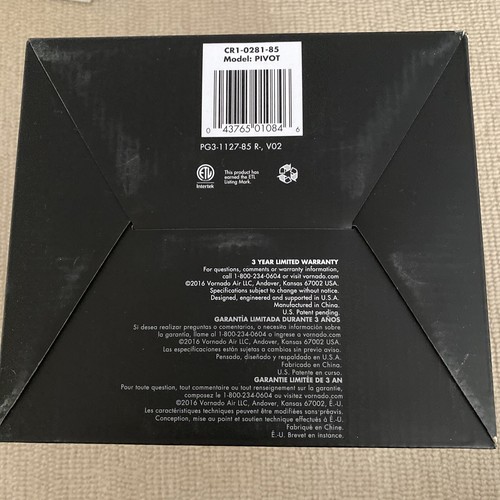 CR1-0281-85
Model: PIVOT
0 43765 01084 6
PG3-1127-85 R-, V02
ETL
Intertek
This product has
earned the ETL
Listing Mark.
3 YEAR LIMITED WARRANTY
For questions, comments or warranty information,
call 1-800-234-0604 or visit vornado.com
©2016 Vornado Air LLC, Andover, Kansas 67002 USA.
Specifications subject to change without notice.
Designed, engineered and supported in U.S.A.
Manufactured in China.
U.S. Patent pending.
GARANTÍA LIMITADA DURANTE 3 AÑOS
Si desea realizar preguntas o comentarios, o necesita información sobre
la garantía, llame al 1-800-234-0604 o ingrese a vornado.com
©2016 Vornado Air LLC, Andover, Kansas 67002 USA.
Las especificaciones están sujetas a cambios sin previo aviso.
Pensado, diseñado y respaldado en U.S.A.
Fabricado en China.
U.S. Patente en curso.
GARANTIE LIMITÉE DE 3 AN
Pour toute question, tout commentaire ou tout renseignement sur la garantie,
composez le 1-800-234-0604 ou visitez vornado.com.
©2016 Vornado Air LLC, Andover, Kansas 67002, É.-U.
Les caractéristiques techniques peuvent être modifiées sans préavis.
Conception, mise au point et soutien technique effectués à É.-U.
Fabriqué en Chine.
É.-U. Brevet en instance.